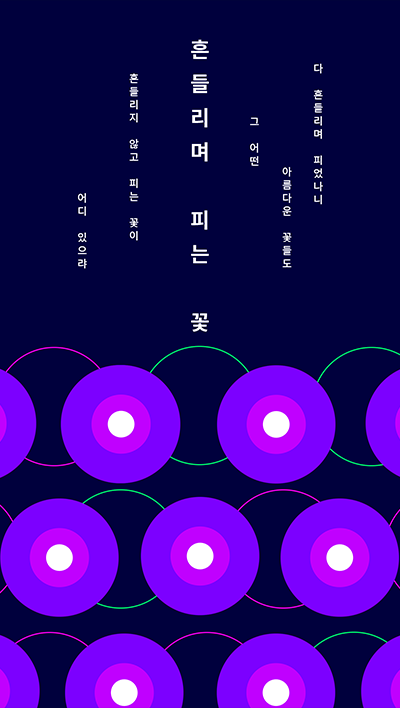 흔들리며 피는 꽃
흔들리지 않고 피는 꽃이
어디 있으랴
그 어떤
아름다운 꽃들도
다 흔들리며 피었나니